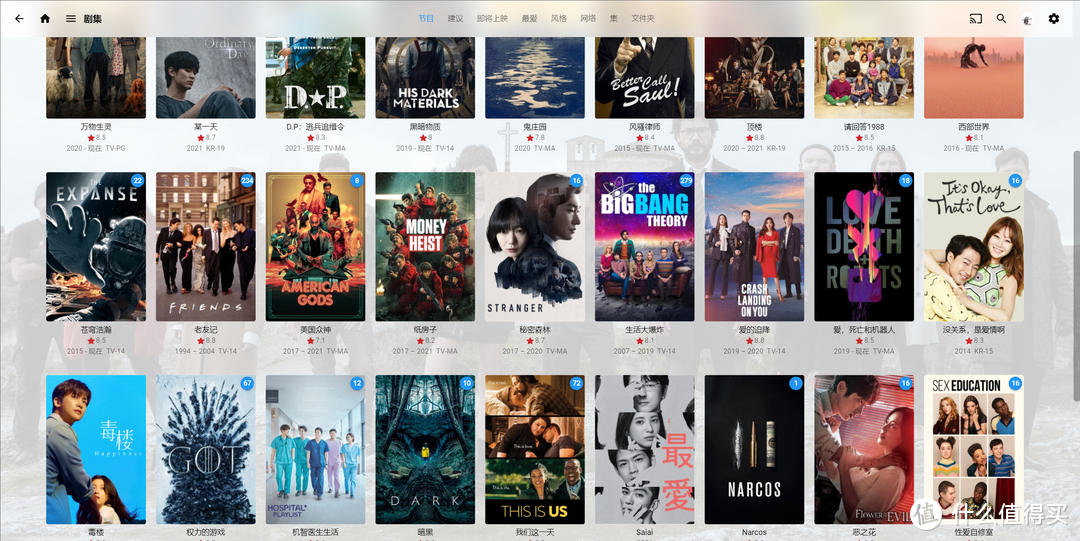 剧集
节目 建议 即将上映 最爱 风格 网络 集 文件夹
Ordinary Day
DESERTER PURSUIT
D.P.
HIS DARK MATERIALS
Better Call Saul!
万物生灵 某一天 D.P：逃兵追缉令 黑暗物质 鬼庄园 风骚律师 顶楼 请回答1988 西部世界
8.5 8.7 8.3 8 7.8 8.4 8.8 8.5 8.1
2020 - 现在 TV-PG 2021 KR-19 2021 - 现在 TV-MA 2019 - 现在 TV-14 2020 TV-MA 2015 - 现在 TV-MA 2020 – 2021 KR-19 2015 – 2016 KR-15 2016 - 现在 TV-MA
22 234 8 16 279 18 16
THE EXPANSE
FRIENDS
AMERICAN GODS
MONEY HEIST
STRANGER
the BIG BANG THEORY
CRASH LANDING ON YOU
LOVE DEATH + ROBOTS
It's Okay, That's Love
苍穹浩瀚 老友记 美国众神 纸房子 秘密森林 生活大爆炸 爱的迫降 爱，死亡和机器人 没关系，是爱情啊
8.5 8.8 7.1 8.2 8.7 8.1 8.8 8.5 8.3
2015 - 现在 TV-14 1994 – 2004 TV-14 2017 – 2021 TV-MA 2017 – 2021 TV-MA 2017 – 2020 TV-MA 2007 – 2019 TV-14 2019 – 2020 TV-14 2019 - 现在 TV-MA 2014 KR-15
67 12 10 72 1 16 16
毒楼
Happiness
GOT
HOSPITAL PLAYLIST
DARK
This is love.
This is life.
THIS IS US
最愛
NARCOS
FLOWER of EVIL
SEX EDUCATION
毒楼 权力的游戏 机智医生生活 暗黑 我们这一天 Saiai Narcos 恶之花 性爱自修室
值 什么值得买